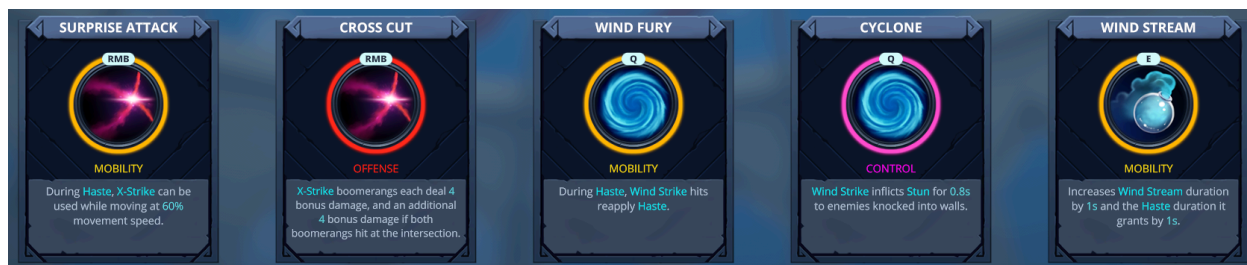 SURPRISE ATTACK
RMB
MOBILITY
During Haste, X-Strike can be
used while moving at 60%
movement speed.
CROSS CUT
RMB
OFFENSE
X-Strike boomerangs each deal 4
bonus damage, and an additional
4 bonus damage if both
boomerangs hit at the intersection.
WIND FURY
Q
MOBILITY
During Haste, Wind Strike hits
reapply Haste.
CYCLONE
Q
CONTROL
Wind Strike inflicts Stun for 0.8s
to enemies knocked into walls.
WIND STREAM
E
MOBILITY
Increases Wind Stream duration
by 1s and the Haste duration it
grants by 1s.